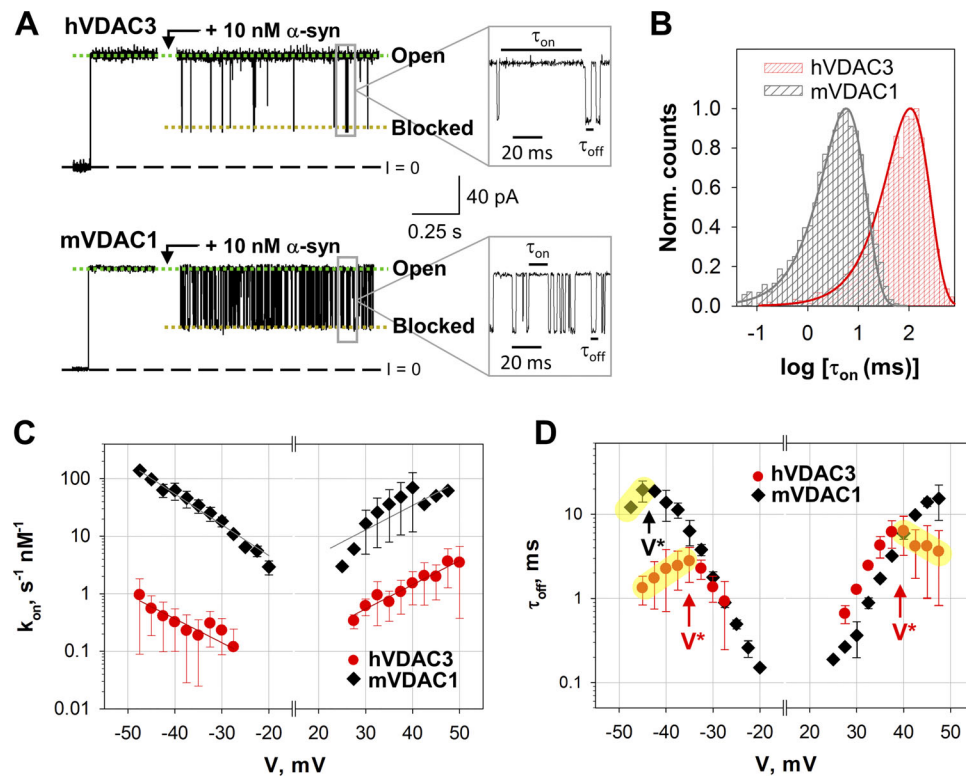 A
hVDAC3
+ 10 nM α-syn
Open
Blocked
I = 0
τon
20 ms
τoff
40 pA
0.25 s
mVDAC1
+ 10 nM α-syn
Open
Blocked
I = 0
τon
20 ms
τoff
B
hVDAC3
mVDAC1
Norm. counts
1.0
0.8
0.6
0.4
0.2
0.0
-1 0 1 2
log [τon (ms)]
C
kon, s-1 nM-1
100
10
1
0.1
0.01
hVDAC3
mVDAC1
-50 -40 -30 -20 20 30 40 50
V, mV
D
τoff, ms
10
1
0.1
hVDAC3
mVDAC1
V*
V*
V*
-50 -40 -30 -20 20 30 40 50
V, mV